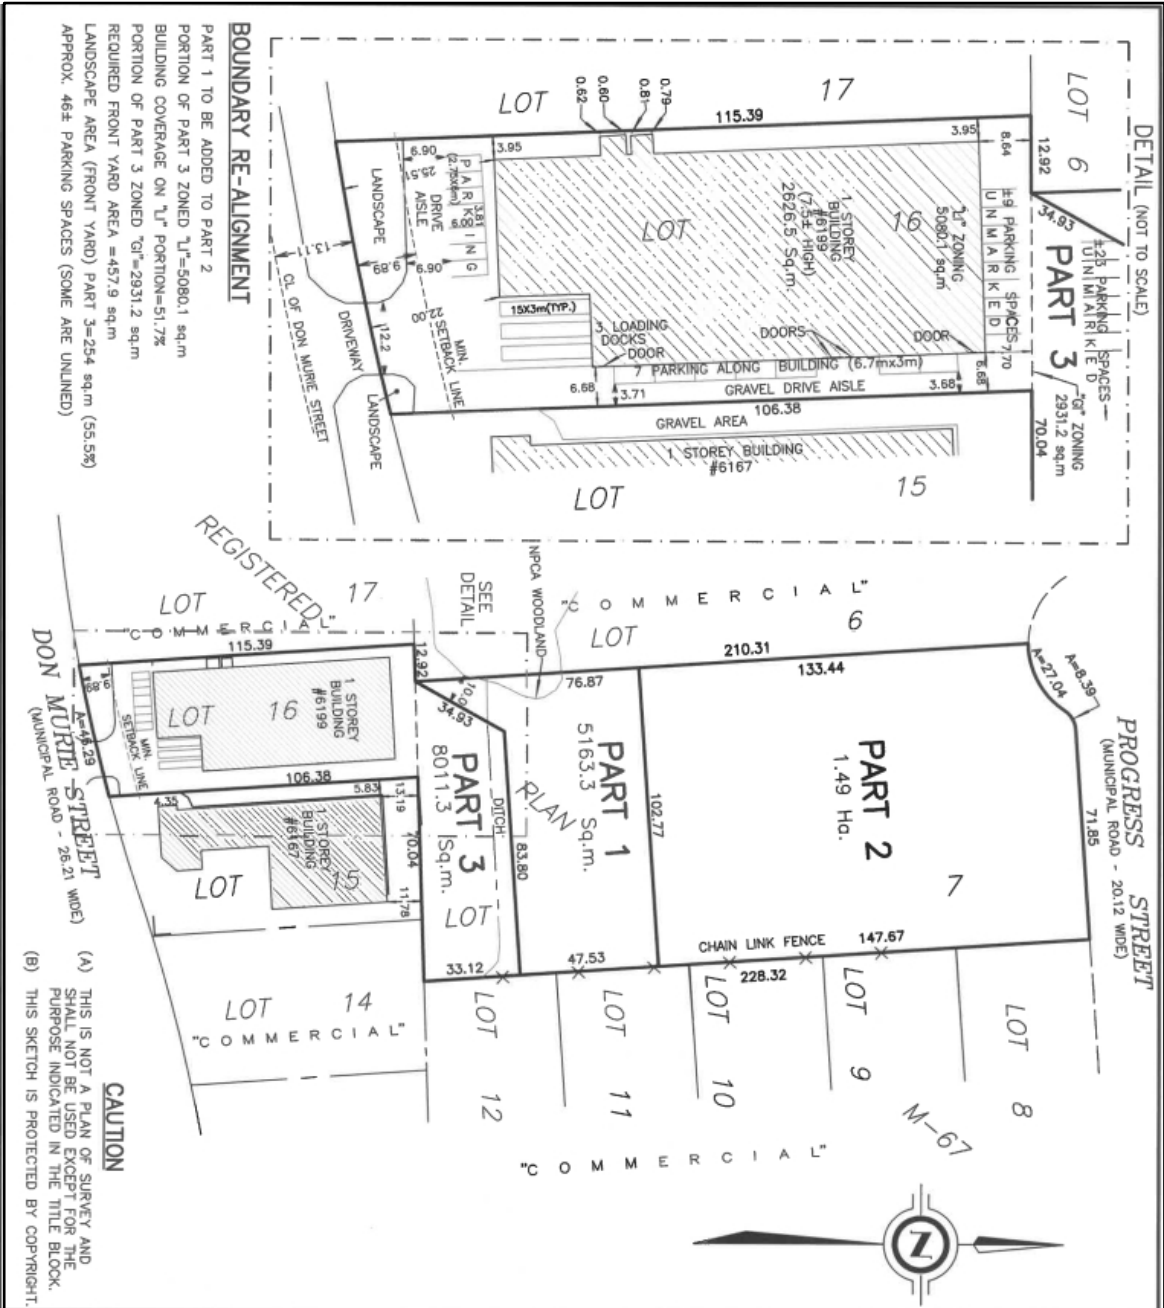 DETAIL (NOT TO SCALE)
LOT 6
LOT 17
115.39
12.92
8.64
3.95
3.95
34.93
0.79
0.81
0.60
0.62
±9 PARKING SPACES
UNMARKED
±23 PARKING SPACES
UNMARKED
PART 3
"GI" ZONING
2931.2 sq.m
70.04
7.70
"LI" ZONING
5080.1 sq.m
16
LOT
1 STOREY
BUILDING
#6199
(7.5± HIGH)
2626.5 Sq.m.
DOOR
DOORS
3 LOADING
DOCKS
DOOR
15X3m(TYP.)
7 PARKING ALONG BUILDING (6.7mx3m)
GRAVEL DRIVE AISLE
6.68
3.71
3.68
6.68
106.38
GRAVEL AREA
1 STOREY BUILDING
#6167
LOT 15
PARKING
(2.75X6m)
3.81
6.00
6.90
25.51
DRIVE
AISLE
LANDSCAPE
9.89
6.90
13.11
22.00
MIN.
SETBACK LINE
12.2
DRIVEWAY
LANDSCAPE
CL OF DON MURIE STREET
BOUNDARY RE-ALIGNMENT
PART 1 TO BE ADDED TO PART 2
PORTION OF PART 3 ZONED "LI"=5080.1 sq.m
BUILDING COVERAGE ON "LI" PORTION=51.7%
PORTION OF PART 3 ZONED "GI"=2931.2 sq.m
REQUIRED FRONT YARD AREA =457.9 sq.m
LANDSCAPE AREA (FRONT YARD) PART 3=254 sq.m (55.5%)
APPROX. 46± PARKING SPACES (SOME ARE UNLINED)
REGISTERED PLAN M-67
SEE
DETAIL
NPCA WOODLAND
"COMMERCIAL"
LOT 6
210.31
133.44
76.87
A=27.04
A=8.39
PROGRESS STREET
(MUNICIPAL ROAD - 20.12 WIDE)
71.85
PART 2
1.49 Ha.
7
102.77
PART 1
5163.3 Sq.m.
83.80
PART 3
8011.3 Sq.m.
LOT
DITCH
34.93
12.92
LOT 17
"COMMERCIAL"
115.39
1 STOREY
BUILDING
#6199
LOT 16
MIN.
SETBACK LINE
A=46.29
106.38
5.83
13.19
4.35
70.04
11.78
1 STOREY
BUILDING
#6167
LOT 15
DON MURIE STREET
(MUNICIPAL ROAD - 26.21 WIDE)
33.12
47.53
CHAIN LINK FENCE
147.67
228.32
LOT 14
"COMMERCIAL"
LOT 12
LOT 11
LOT 10
LOT 9
LOT 8
"COMMERCIAL"
CAUTION
(A) THIS IS NOT A PLAN OF SURVEY AND
SHALL NOT BE USED EXCEPT FOR THE
PURPOSE INDICATED IN THE TITLE BLOCK.
(B) THIS SKETCH IS PROTECTED BY COPYRIGHT.
N